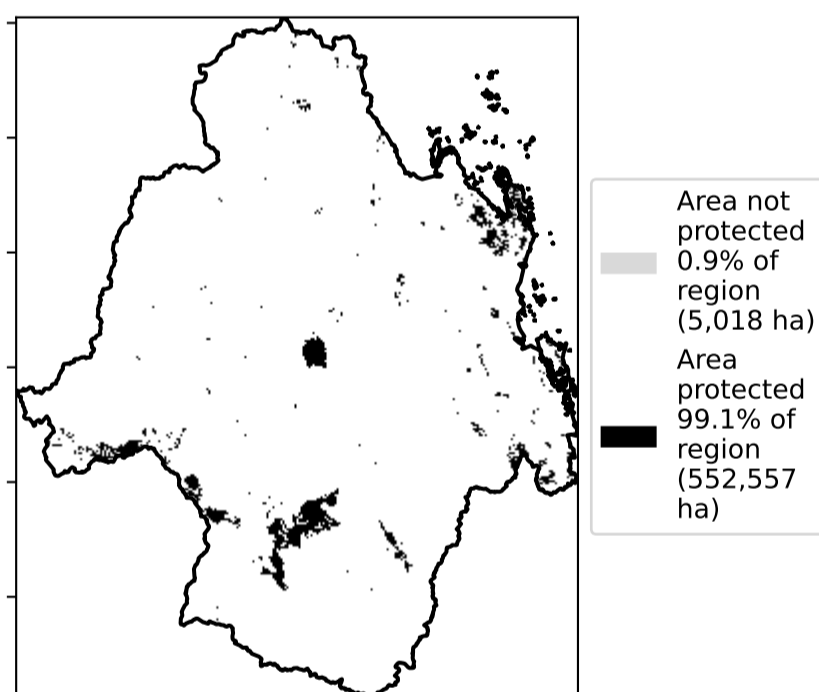 Area not
protected
0.9% of
region
(5,018 ha)
Area
protected
99.1% of
region
(552,557
ha)